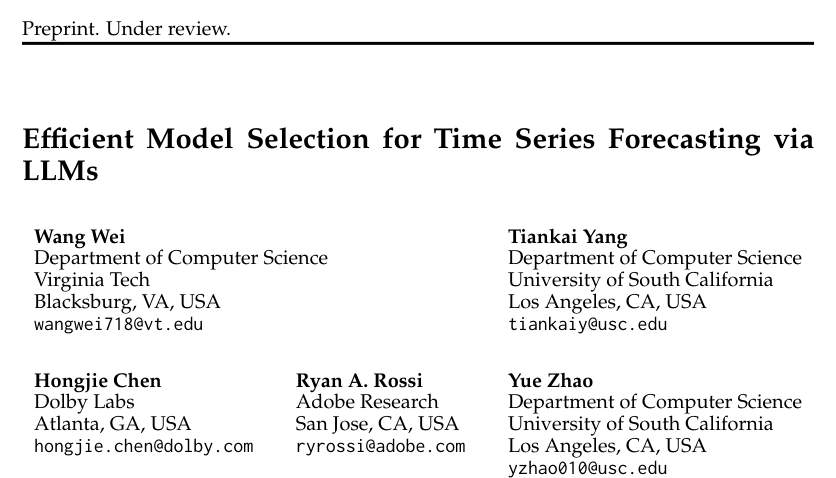 Preprint. Under review.
Efficient Model Selection for Time Series Forecasting via
LLMs
Wang Wei
Department of Computer Science
Virginia Tech
Blacksburg, VA, USA
wangwei718@vt.edu
Tiankai Yang
Department of Computer Science
University of South California
Los Angeles, CA, USA
tiankaiy@usc.edu
Hongjie Chen
Dolby Labs
Atlanta, GA, USA
hongjie.chen@dolby.com
Ryan A. Rossi
Adobe Research
San Jose, CA, USA
ryrossi@adobe.com
Yue Zhao
Department of Computer Science
University of South California
Los Angeles, CA, USA
yzhao010@usc.edu